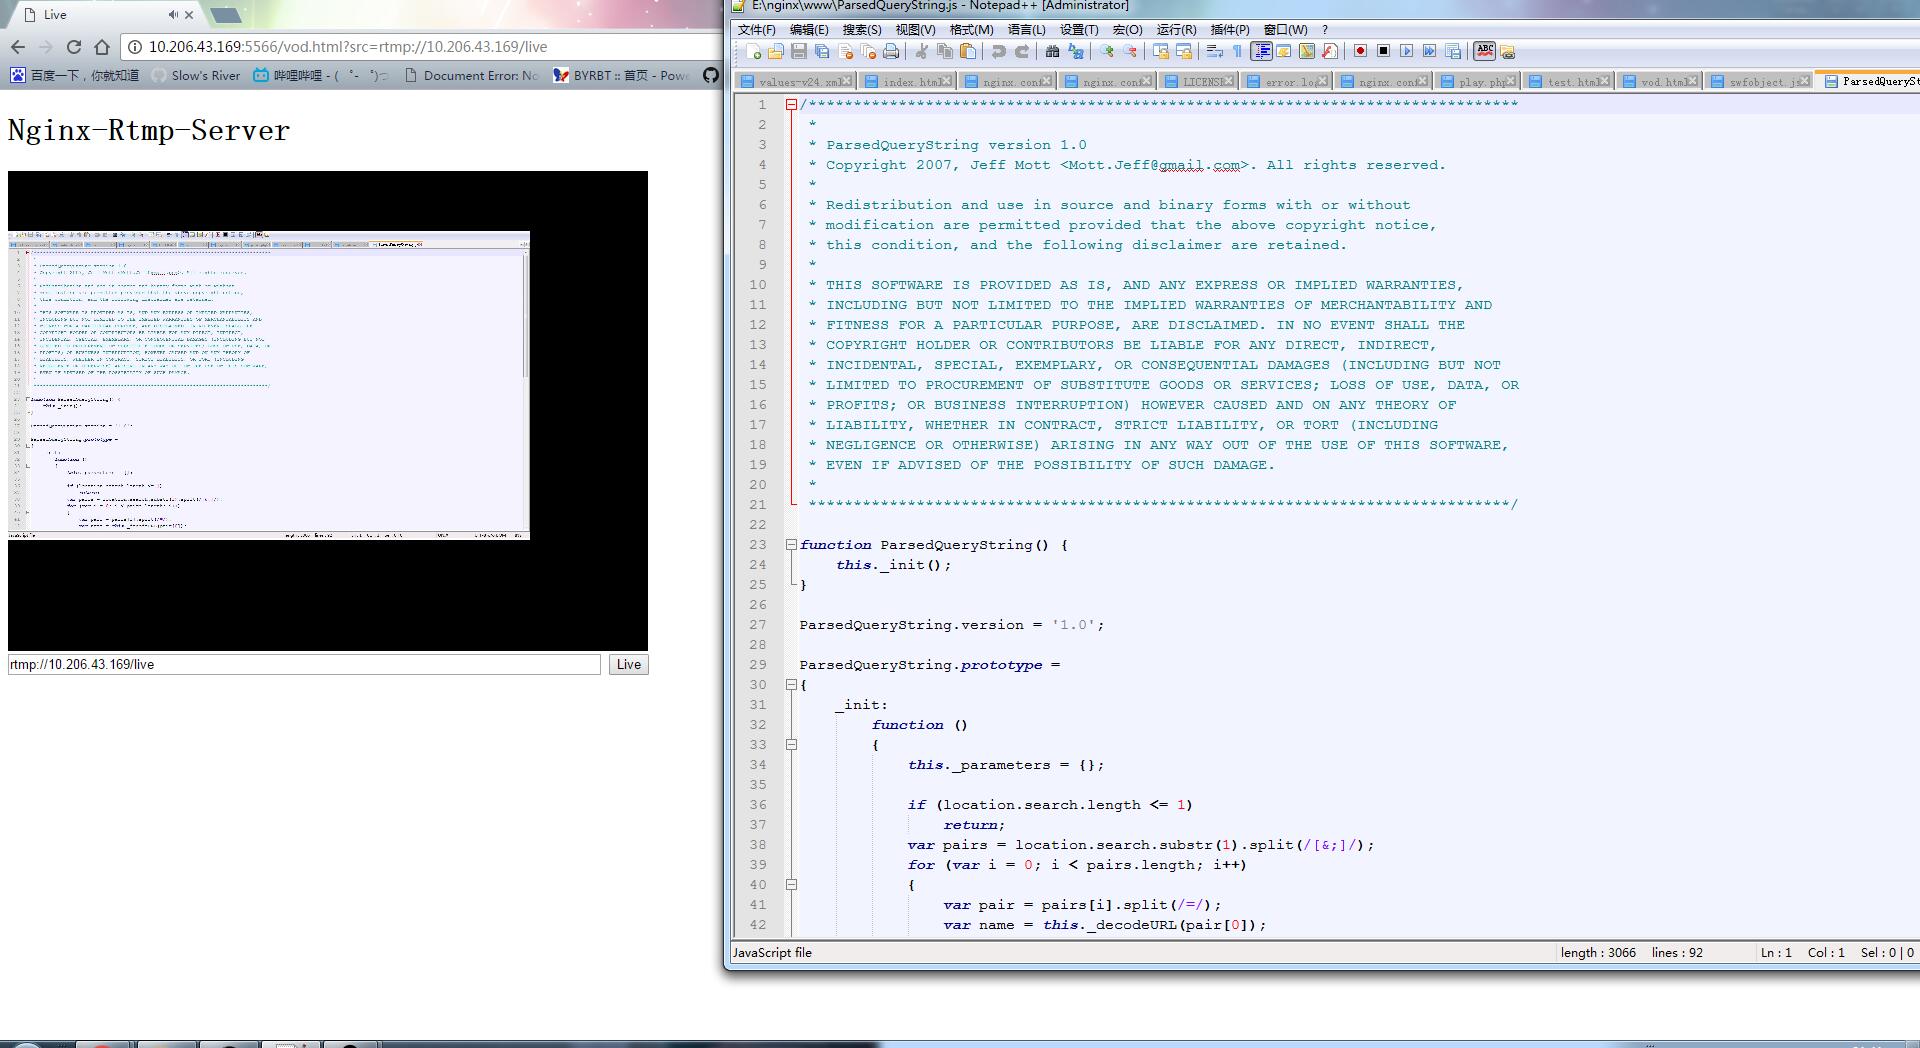 Live
10.206.43.169:5566/vod.html?src=rtmp://10.206.43.169/live
百度一下，你就知道
Slow's River
哔哩哔哩 - ( ゜- ゜)つ
Document Error: No
BYRBT :: 首页 - Powe
Nginx-Rtmp-Server
rtmp://10.206.43.169/live
Live
E:\nginx\www\ParsedQueryString.js - Notepad++ [Administrator]
文件(F) 编辑(E) 搜索(S) 视图(V) 格式(M) 语言(L) 设置(T) 宏(O) 运行(R) 插件(P) 窗口(W) ?
values-v24.xml index.html nginx.conf nginx.conf LICENSE error.log nginx.conf play.php test.html vod.html swfobject.js ParsedQuerySt
1 /*******************************************************************************
2 *
3 * ParsedQueryString version 1.0
4 * Copyright 2007, Jeff Mott <Mott.Jeff@gmail.com>. All rights reserved.
5 *
6 * Redistribution and use in source and binary forms with or without
7 * modification are permitted provided that the above copyright notice,
8 * this condition, and the following disclaimer are retained.
9 *
10 * THIS SOFTWARE IS PROVIDED AS IS, AND ANY EXPRESS OR IMPLIED WARRANTIES,
11 * INCLUDING BUT NOT LIMITED TO THE IMPLIED WARRANTIES OF MERCHANTABILITY AND
12 * FITNESS FOR A PARTICULAR PURPOSE, ARE DISCLAIMED. IN NO EVENT SHALL THE
13 * COPYRIGHT HOLDER OR CONTRIBUTORS BE LIABLE FOR ANY DIRECT, INDIRECT,
14 * INCIDENTAL, SPECIAL, EXEMPLARY, OR CONSEQUENTIAL DAMAGES (INCLUDING BUT NOT
15 * LIMITED TO PROCUREMENT OF SUBSTITUTE GOODS OR SERVICES; LOSS OF USE, DATA, OR
16 * PROFITS; OR BUSINESS INTERRUPTION) HOWEVER CAUSED AND ON ANY THEORY OF
17 * LIABILITY, WHETHER IN CONTRACT, STRICT LIABILITY, OR TORT (INCLUDING
18 * NEGLIGENCE OR OTHERWISE) ARISING IN ANY WAY OUT OF THE USE OF THIS SOFTWARE,
19 * EVEN IF ADVISED OF THE POSSIBILITY OF SUCH DAMAGE.
20 *
21 ******************************************************************************/
22
23 function ParsedQueryString() {
24 this._init();
25 }
26
27 ParsedQueryString.version = '1.0';
28
29 ParsedQueryString.prototype =
30 {
31 _init:
32 function ()
33 {
34 this._parameters = {};
35
36 if (location.search.length <= 1)
37 return;
38 var pairs = location.search.substr(1).split(/[&;]/);
39 for (var i = 0; i < pairs.length; i++)
40 {
41 var pair = pairs[i].split(/=/);
42 var name = this._decodeURL(pair[0]);
JavaScript file length : 3066 lines : 92 Ln : 1 Col : 1 Sel : 0 | 0